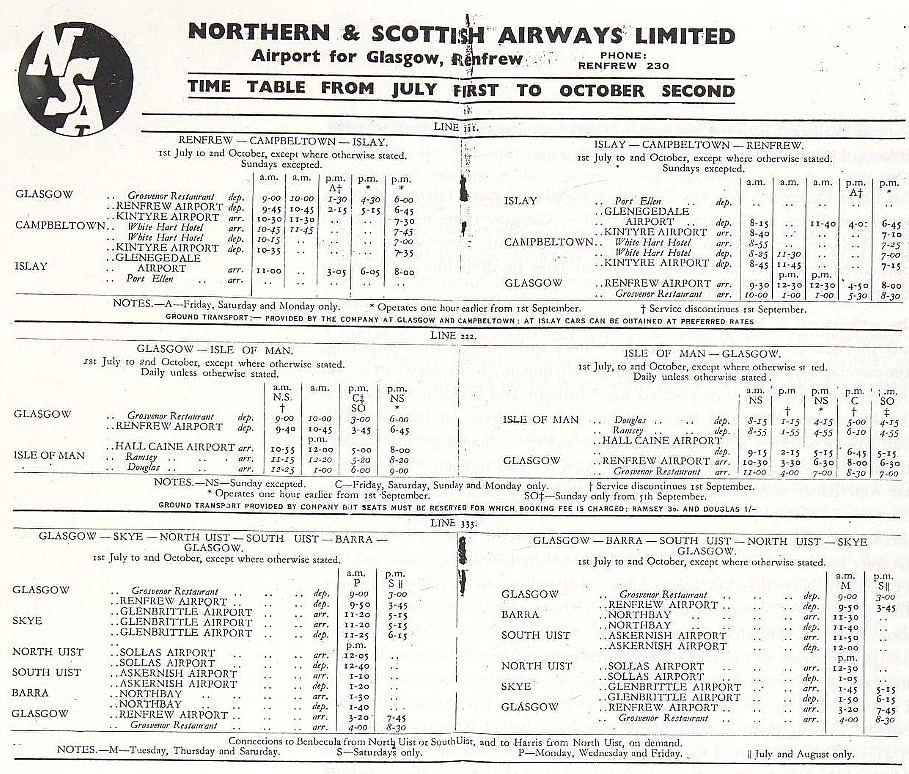 NSA
NORTHERN & SCOTTISH AIRWAYS LIMITED
Airport for Glasgow, Renfrew PHONE: RENFREW 230
TIME TABLE FROM JULY FIRST TO OCTOBER SECOND
LINE 111.
RENFREW — CAMPBELTOWN — ISLAY.
1st July to 2nd October, except where otherwise stated.
Sundays excepted.
a.m. a.m. p.m. p.m. p.m.
A† * *
GLASGOW .. Grosvenor Restaurant dep. 9-00 10-00 1-30 4-30 6-00
..RENFREW AIRPORT dep. 9-45 10-45 2-15 5-15 6-45
..KINTYRE AIRPORT arr. 10-30 11-30 .. .. 7-30
CAMPBELTOWN.. White Hart Hotel arr. 10-45 11-45 .. .. 7-45
White Hart Hotel dep. 10-15 .. .. 7-00
..KINTYRE AIRPORT dep. 10-35 .. .. 7-35
..GLENEGEDALE
ISLAY AIRPORT arr. 11-00 .. 3-05 6-05 8-00
.. Port Ellen .. arr. .. .. .. .. ..
ISLAY — CAMPBELTOWN — RENFREW.
1st July to 2nd October, except where otherwise stated.
Sundays excepted.
a.m. a.m. a.m. p.m. p.m.
A† *
ISLAY .. Port Ellen .. dep. .. .. .. .. ..
..GLENEGEDALE
AIRPORT dep. 8-15 .. 11-40 4-0 6-45
..KINTYRE AIRPORT arr. 8-40 .. .. .. 7-10
CAMPBELTOWN.. White Hart Hotel arr. 8-55 .. .. .. 7-25
White Hart Hotel dep. 8-25 11-30 .. .. 7-00
..KINTYRE AIRPORT dep. 8-45 11-45 .. .. 7-15
p.m. p.m.
GLASGOW ..RENFREW AIRPORT arr. 9-30 12-30 12-30 4-50 8-00
.. Grosvenor Restaurant arr. 10-00 1-00 1-00 5-30 8-30
NOTES.—A—Friday, Saturday and Monday only. * Operates one hour earlier from 1st September. † Service discontinues 1st September.
GROUND TRANSPORT:— PROVIDED BY THE COMPANY AT GLASGOW AND CAMPBELTOWN: AT ISLAY CARS CAN BE OBTAINED AT PREFERRED RATES
LINE 222.
GLASGOW — ISLE OF MAN.
1st July to 2nd October, except where otherwise stated.
Daily unless otherwise stated.
a.m. a.m. p.m. p.m.
N.S. C‡ NS
† SO *
GLASGOW .. Grosvenor Restaurant dep. 9-00 10-00 3-00 6-00
..RENFREW AIRPORT dep. 9-40 10-45 3-45 6-45
p.m.
..HALL CAINE AIRPORT arr. 10-55 12-00 5-00 8-00
ISLE OF MAN .. Ramsey .. .. arr. 11-15 12-20 5-20 8-20
.. Douglas .. .. arr. 12-25 1-00 6-00 9-00
ISLE OF MAN — GLASGOW.
1st July, to 2nd October, except where otherwise stated.
Daily unless otherwise stated.
a.m. p.m p.m p.m .m.
NS NS C SO
† * † ‡
ISLE OF MAN .. Douglas .. .. dep. 8-15 1-15 4-15 5-00 4-15
.. Ramsey .. .. dep. 8-55 1-55 4-55 6-10 4-55
..HALL CAINE AIRPORT
dep. 9-15 2-15 5-15 6-45 5-15
GLASGOW ..RENFREW AIRPORT arr. 10-30 3-30 6-30 8-00 6-30
.. Grosvenor Restaurant arr. 11-00 4-00 7-00 8-30 7-00
NOTES.—NS—Sunday excepted. C—Friday, Saturday, Sunday and Monday only. † Service discontinues 1st September.
* Operates one hour earlier from 1st September. SO‡—Sunday only from 5th September.
GROUND TRANSPORT PROVIDED BY COMPANY BUT SEATS MUST BE RESERVED FOR WHICH BOOKING FEE IS CHARGED; RAMSEY 3D. AND DOUGLAS 1/-
LINE 333.
GLASGOW — SKYE — NORTH UIST — SOUTH UIST — BARRA —
GLASGOW.
1st July to 2nd October, except where otherwise stated.
a.m. p.m.
P S ||
GLASGOW .. Grosvenor Restaurant .. .. dep. 9-00 3-00
..RENFREW AIRPORT .. .. dep. 9-50 3-45
..GLENBRITTLE AIRPORT .. .. arr. 11-20 5-15
SKYE ..GLENBRITTLE AIRPORT .. .. arr. 11-20 5-15
..GLENBRITTLE AIRPORT .. .. dep. 11-25 6-15
p.m.
NORTH UIST ..SOLLAS AIRPORT .. .. arr. 12-05 ..
..SOLLAS AIRPORT .. .. dep. 12-40 ..
SOUTH UIST ..ASKERNISH AIRPORT .. .. arr. 1-10 ..
..ASKERNISH AIRPORT .. .. dep. 1-20 ..
BARRA ..NORTHBAY .. .. .. arr. 1-30 ..
..NORTHBAY .. .. .. dep. 1-40 ..
GLASGOW ..RENFREW AIRPORT .. .. arr. 3-20 7-45
.. Grosvenor Restaurant .. .. arr. 4-00 8-30
GLASGOW — BARRA — SOUTH UIST — NORTH UIST — SKYE
GLASGOW.
1st July to 2nd October, except where otherwise stated.
a.m. p.m.
M S||
GLASGOW .. Grosvenor Restaurant .. .. dep. 9-00 3-00
..RENFREW AIRPORT .. .. dep. 9-50 3-45
BARRA ..NORTHBAY .. .. .. arr. 11-30 ..
..NORTHBAY .. .. .. dep. 11-40 ..
SOUTH UIST ..ASKERNISH AIRPORT .. .. arr. 11-50 ..
..ASKERNISH AIRPORT .. .. dep. 12-00 ..
p.m.
NORTH UIST ..SOLLAS AIRPORT .. .. arr. 12-30 ..
..SOLLAS AIRPORT .. .. dep. 1-05 ..
SKYE ..GLENBRITTLE AIRPORT .. .. arr. 1-45 5-15
..GLENBRITTLE AIRPORT .. .. dep. 1-50 6-15
GLASGOW ..RENFREW AIRPORT .. .. arr. 3-20 7-45
.. Grosvenor Restaurant .. .. arr. 4-00 8-30
Connections to Benbecula from North Uist or South Uist, and to Harris from North Uist, on demand.
NOTES.—M—Tuesday, Thursday and Saturday. S—Saturdays only. P—Monday, Wednesday and Friday. || July and August only.